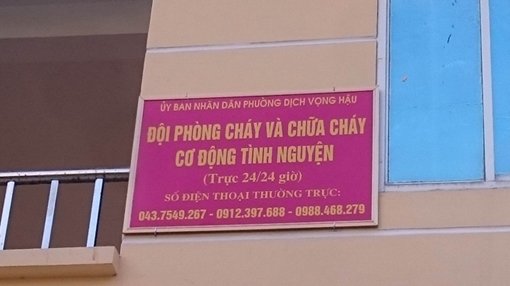 ỦY BAN NHÂN DÂN PHƯỜNG DỊCH VỌNG HẬU
ĐỘI PHÒNG CHÁY VÀ CHỮA CHÁY
CƠ ĐỘNG TÌNH NGUYỆN
(Trực 24/24 giờ)
SỐ ĐIỆN THOẠI THƯỜNG TRỰC:
043.7549.267 - 0912.397.688 - 0988.468.279